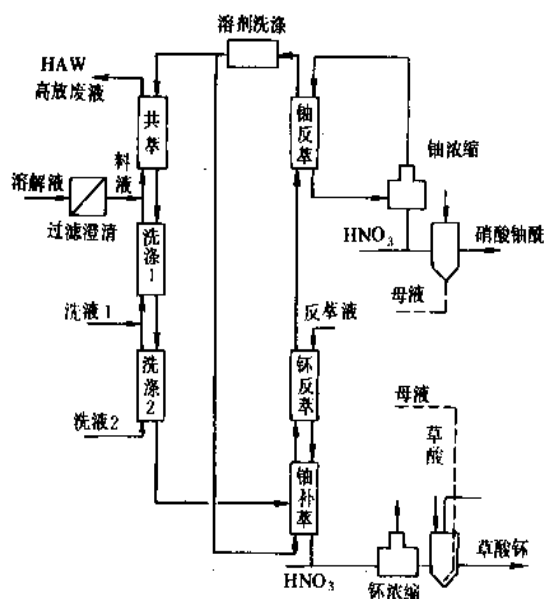 溶剂洗涤
HAW
高放废液
共萃
铀反萃
铀浓缩
料液
溶解液
过滤澄清
洗涤1
HNO₃
硝酸铀酰
母液
洗液1
反萃液
洗涤2
钚反萃
母液
草酸
洗液2
铀补萃
HNO₃
钚浓缩
草酸钚